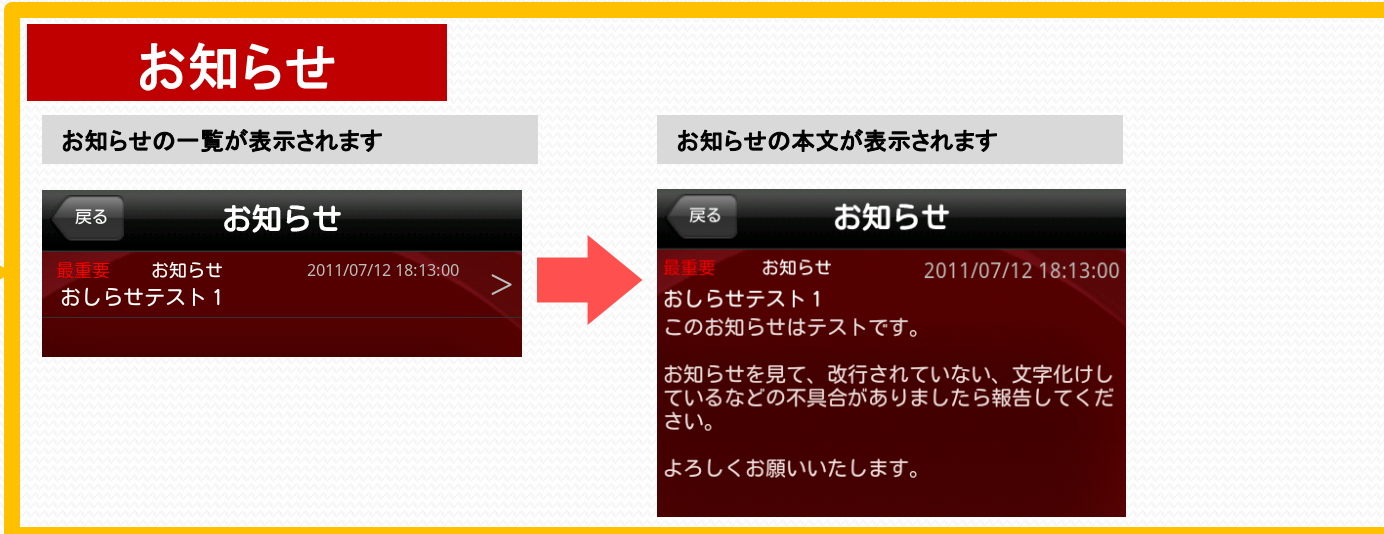 お知らせ
お知らせの一覧が表示されます
戻る
お知らせ
最重要 お知らせ 2011/07/12 18:13:00
おしらせテスト1
>
お知らせの本文が表示されます
戻る
お知らせ
最重要 お知らせ 2011/07/12 18:13:00
おしらせテスト1
このお知らせはテストです。
お知らせを見て、改行されていない、文字化けし
ているなどの不具合がありましたら報告してくだ
さい。
よろしくお願いいたします。